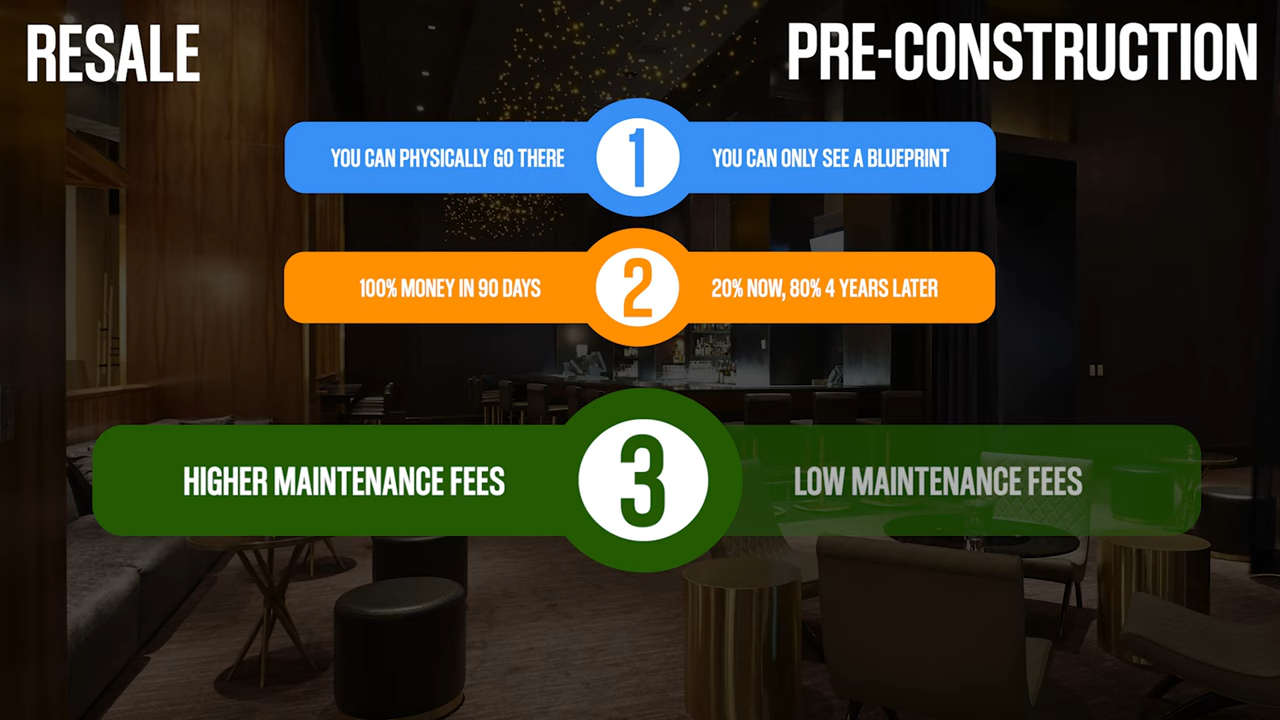 RESALE
PRE-CONSTRUCTION
YOU CAN PHYSICALLY GO THERE
1
YOU CAN ONLY SEE A BLUEPRINT
100% MONEY IN 90 DAYS
2
20% NOW, 80% 4 YEARS LATER
HIGHER MAINTENANCE FEES
3
LOW MAINTENANCE FEES